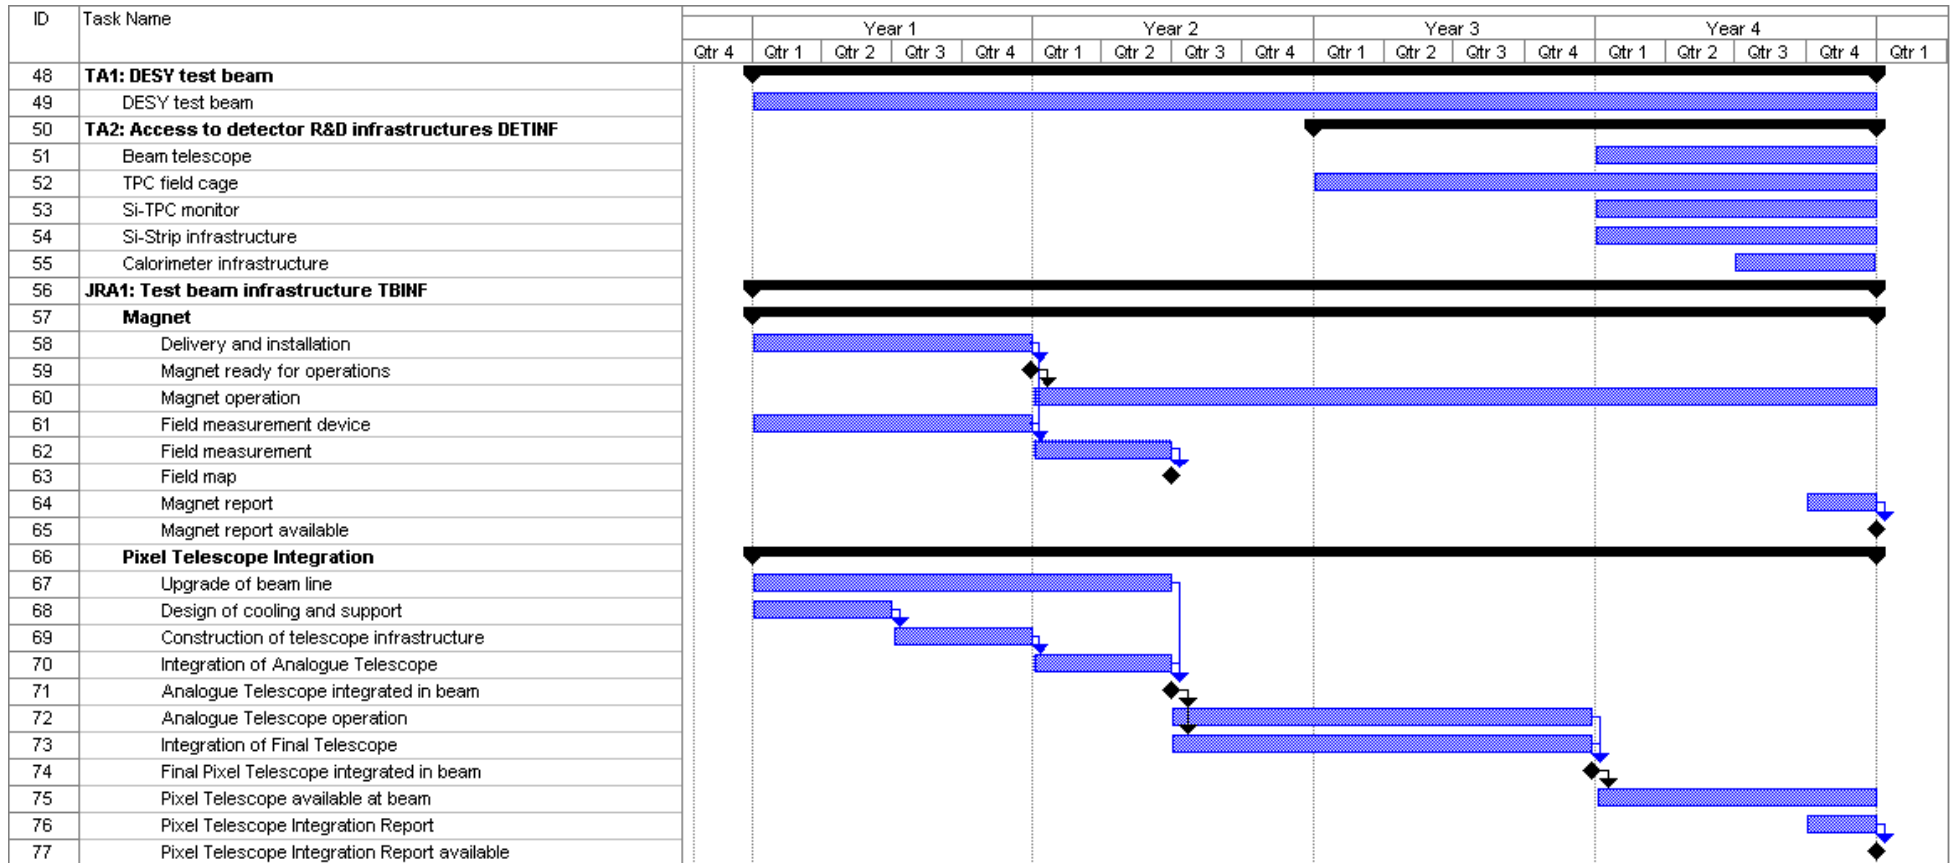 ID Task Name
Year 1 Year 2 Year 3 Year 4
Qtr 4 Qtr 1 Qtr 2 Qtr 3 Qtr 4 Qtr 1 Qtr 2 Qtr 3 Qtr 4 Qtr 1 Qtr 2 Qtr 3 Qtr 4 Qtr 1 Qtr 2 Qtr 3 Qtr 4 Qtr 1
48 TA1: DESY test beam
49 DESY test beam
50 TA2: Access to detector R&D infrastructures DETINF
51 Beam telescope
52 TPC field cage
53 Si-TPC monitor
54 Si-Strip infrastructure
55 Calorimeter infrastructure
56 JRA1: Test beam infrastructure TBINF
57 Magnet
58 Delivery and installation
59 Magnet ready for operations
60 Magnet operation
61 Field measurement device
62 Field measurement
63 Field map
64 Magnet report
65 Magnet report available
66 Pixel Telescope Integration
67 Upgrade of beam line
68 Design of cooling and support
69 Construction of telescope infrastructure
70 Integration of Analogue Telescope
71 Analogue Telescope integrated in beam
72 Analogue Telescope operation
73 Integration of Final Telescope
74 Final Pixel Telescope integrated in beam
75 Pixel Telescope available at beam
76 Pixel Telescope Integration Report
77 Pixel Telescope Integration Report available